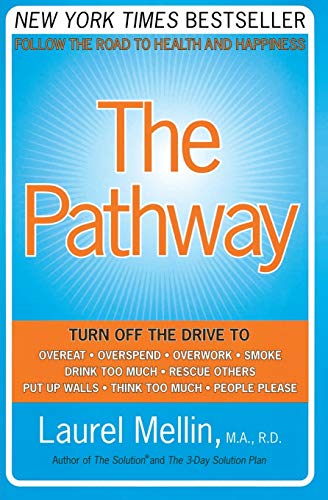 NEW YORK TIMES BESTSELLER
FOLLOW THE ROAD TO HEALTH AND HAPPINESS
The
Pathway
TURN OFF THE DRIVE TO
OVEREAT • OVERSPEND • OVERWORK • SMOKE
DRINK TOO MUCH • RESCUE OTHERS
PUT UP WALLS • THINK TOO MUCH • PEOPLE PLEASE
Laurel Mellin, M.A., R.D.
Author of The Solution® and The 3-Day Solution Plan